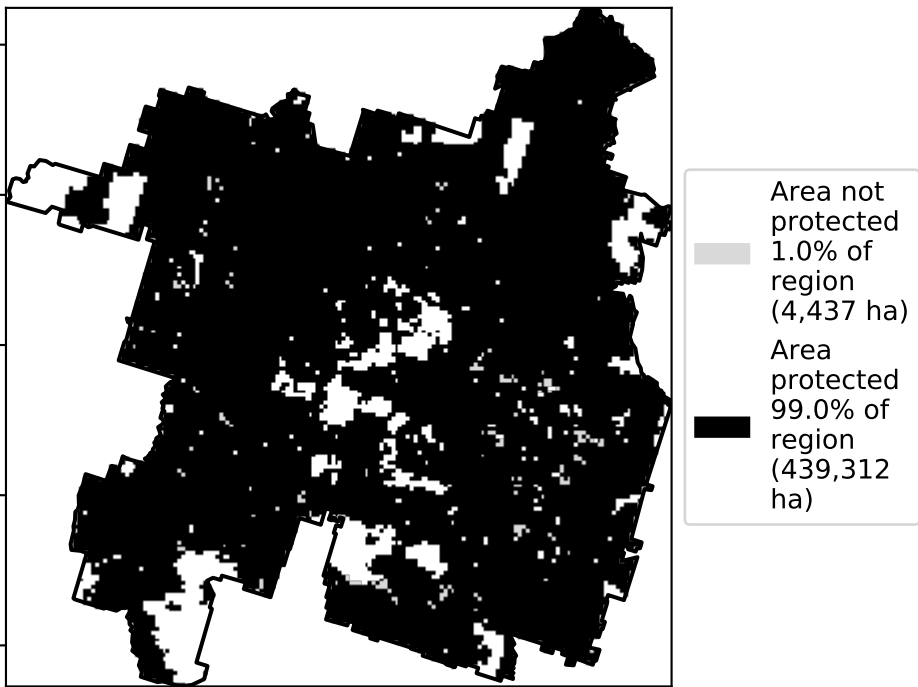 Area not
protected
1.0% of
region
(4,437 ha)
Area
protected
99.0% of
region
(439,312
ha)